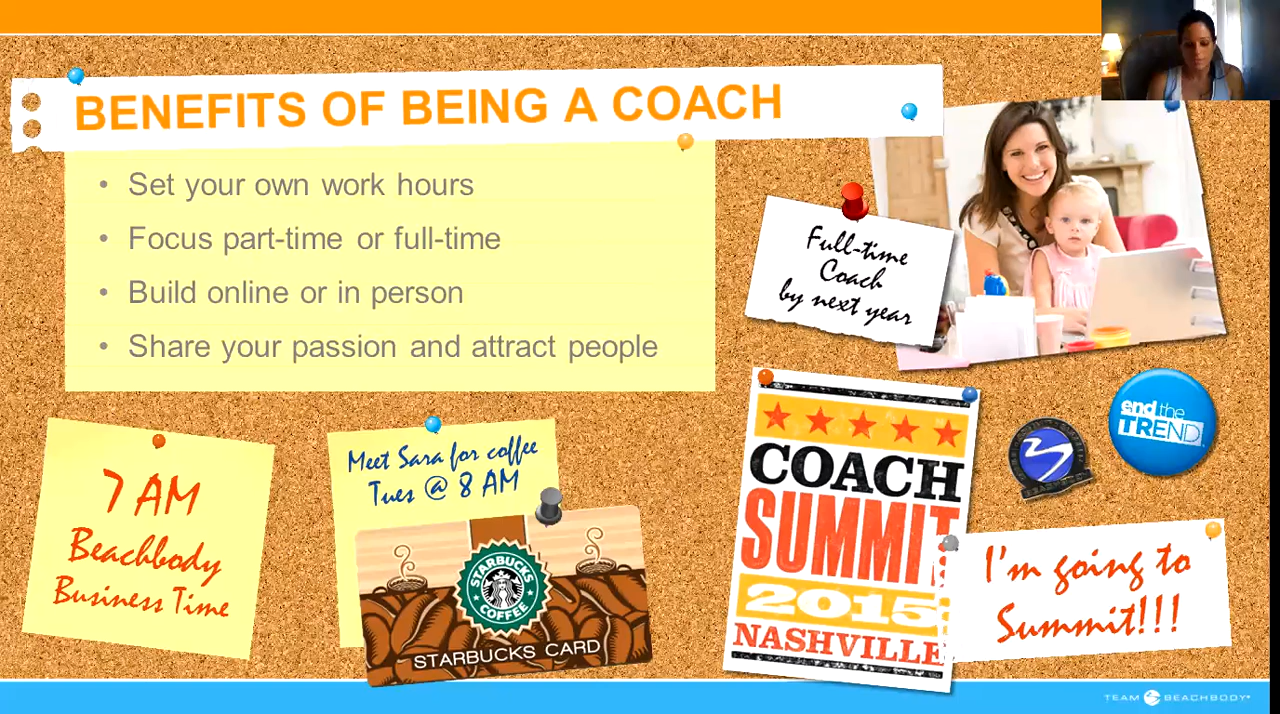 BENEFITS OF BEING A COACH
• Set your own work hours
• Focus part-time or full-time
• Build online or in person
• Share your passion and attract people
Full-time
Coach
by next year
7 AM
Beachbody
Business Time
Meet Sara for coffee
Tues @ 8 AM
STARBUCKS
COFFEE
STARBUCKS CARD
COACH
SUMMIT
2015
NASHVILLE
end the
TREND
I'm going to
Summit!!!
TEAM BEACHBODY